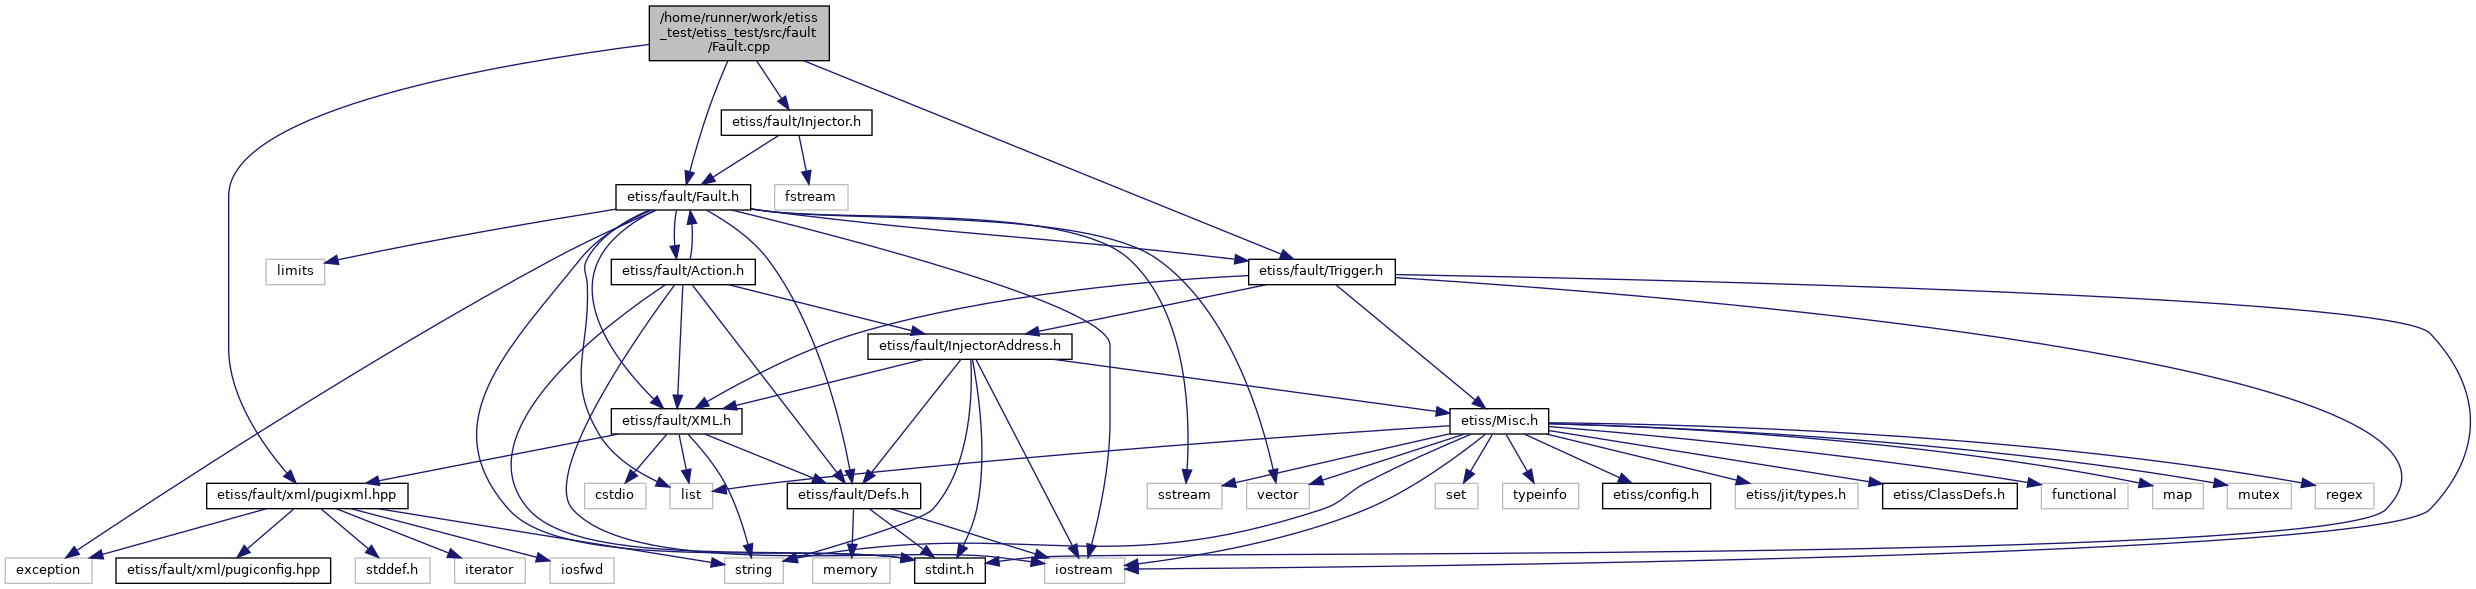 /home/runner/work/etiss
_test/etiss_test/src/fault
/Fault.cpp
etiss/fault/Injector.h
etiss/fault/Fault.h
fstream
limits
etiss/fault/Action.h
etiss/fault/Trigger.h
etiss/fault/InjectorAddress.h
etiss/fault/XML.h
etiss/Misc.h
etiss/fault/xml/pugixml.hpp
cstdio
list
etiss/fault/Defs.h
sstream
vector
set
typeinfo
etiss/config.h
etiss/jit/types.h
etiss/ClassDefs.h
functional
map
mutex
regex
exception
etiss/fault/xml/pugiconfig.hpp
stddef.h
iterator
iosfwd
string
memory
stdint.h
iostream